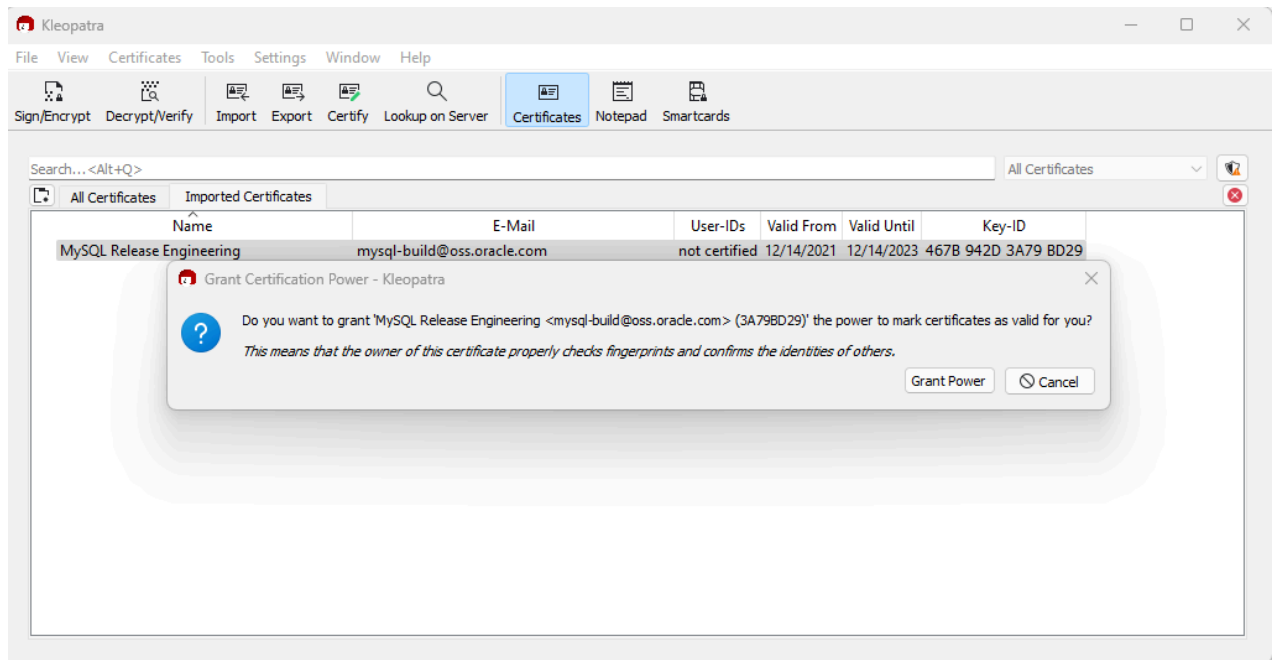 Kleopatra
File View Certificates Tools Settings Window Help
Sign/Encrypt Decrypt/Verify Import Export Certify Lookup on Server Certificates Notepad Smartcards
Search...<Alt+Q> All Certificates
All Certificates Imported Certificates
Name E-Mail User-IDs Valid From Valid Until Key-ID
MySQL Release Engineering mysql-build@oss.oracle.com not certified 12/14/2021 12/14/2023 467B 942D 3A79 BD29
Grant Certification Power - Kleopatra
Do you want to grant 'MySQL Release Engineering <mysql-build@oss.oracle.com> (3A79BD29)' the power to mark certificates as valid for you?
This means that the owner of this certificate properly checks fingerprints and confirms the identities of others.
Grant Power Cancel